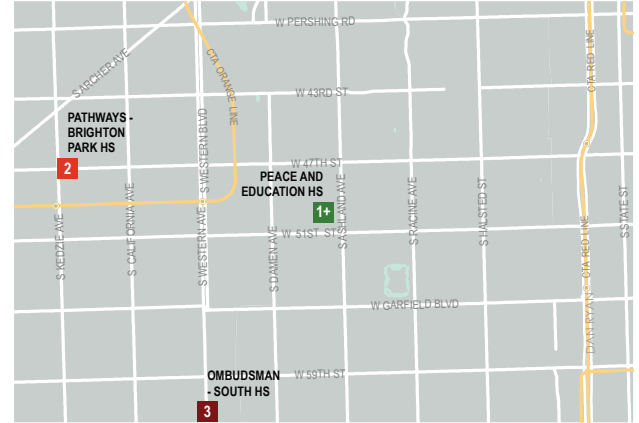 W PERSHING RD
S ARCHER AVE
CTA ORANGE LINE
CTA RED LINE
W 43RD ST
PATHWAYS -
BRIGHTON
PARK HS
2
S WESTERN BLVD
W 47TH ST
PEACE AND
EDUCATION HS
1+
S KEDZIE AVE
S CALIFORNIA AVE
S WESTERN AVE
S DAMEN AVE
S ASHLAND AVE
S RACINE AVE
S HALSTED ST
CTA RED LINE
S STATE ST
W 51ST ST
W GARFIELD BLVD
DAN RYAN
OMBUDSMAN
- SOUTH HS
W 59TH ST
3